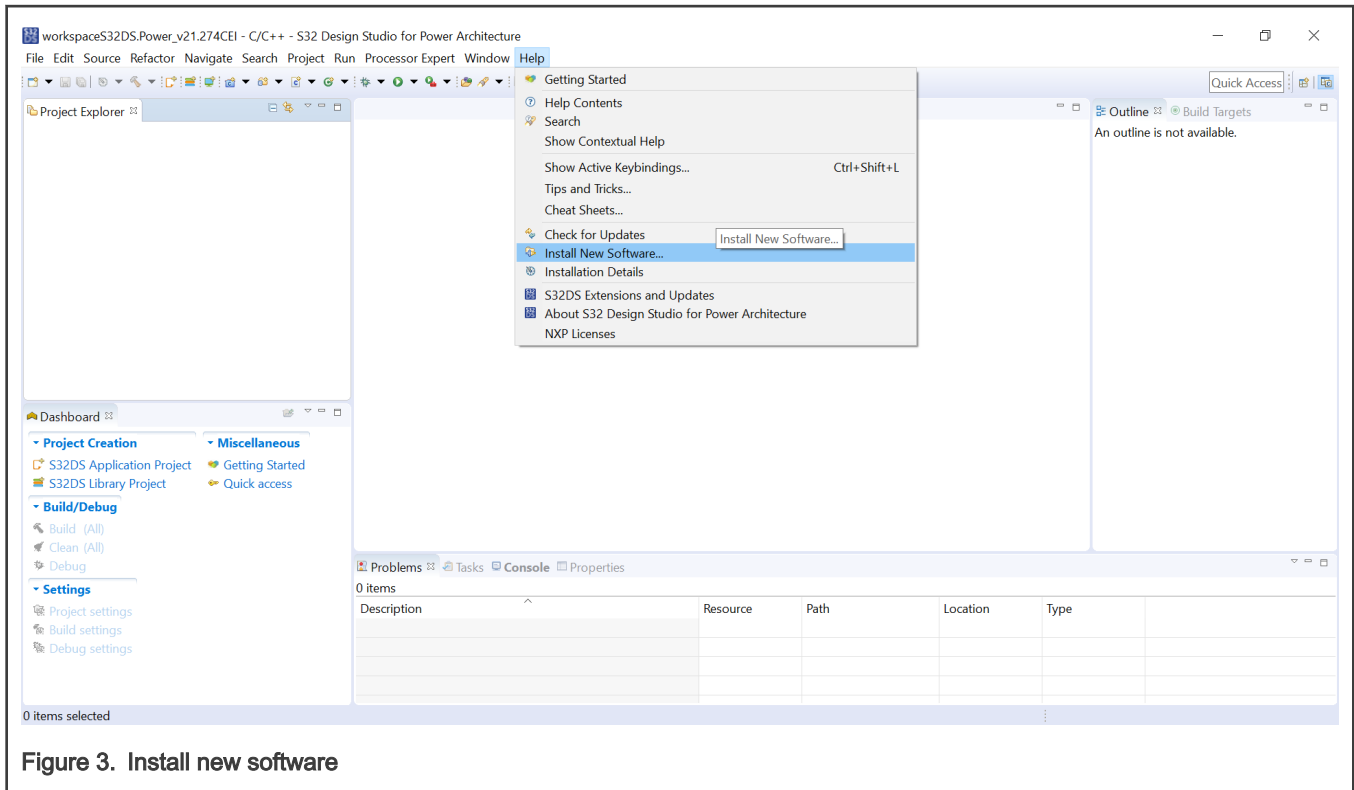 workspaceS32DS.Power_v21.274CEI - C/C++ - S32 Design Studio for Power Architecture
File Edit Source Refactor Navigate Search Project Run Processor Expert Window Help
Quick Access
Project Explorer
Getting Started
Help Contents
Search
Show Contextual Help
Show Active Keybindings... Ctrl+Shift+L
Tips and Tricks...
Cheat Sheets...
Check for Updates
Install New Software...
Install New Software...
Installation Details
S32DS Extensions and Updates
About S32 Design Studio for Power Architecture
NXP Licenses
Outline Build Targets
An outline is not available.
Dashboard
Project Creation
S32DS Application Project
S32DS Library Project
Miscellaneous
Getting Started
Quick access
Build/Debug
Build (All)
Clean (All)
Debug
Settings
Project settings
Build settings
Debug settings
Problems Tasks Console Properties
0 items
Description Resource Path Location Type
0 items selected
Figure 3. Install new software